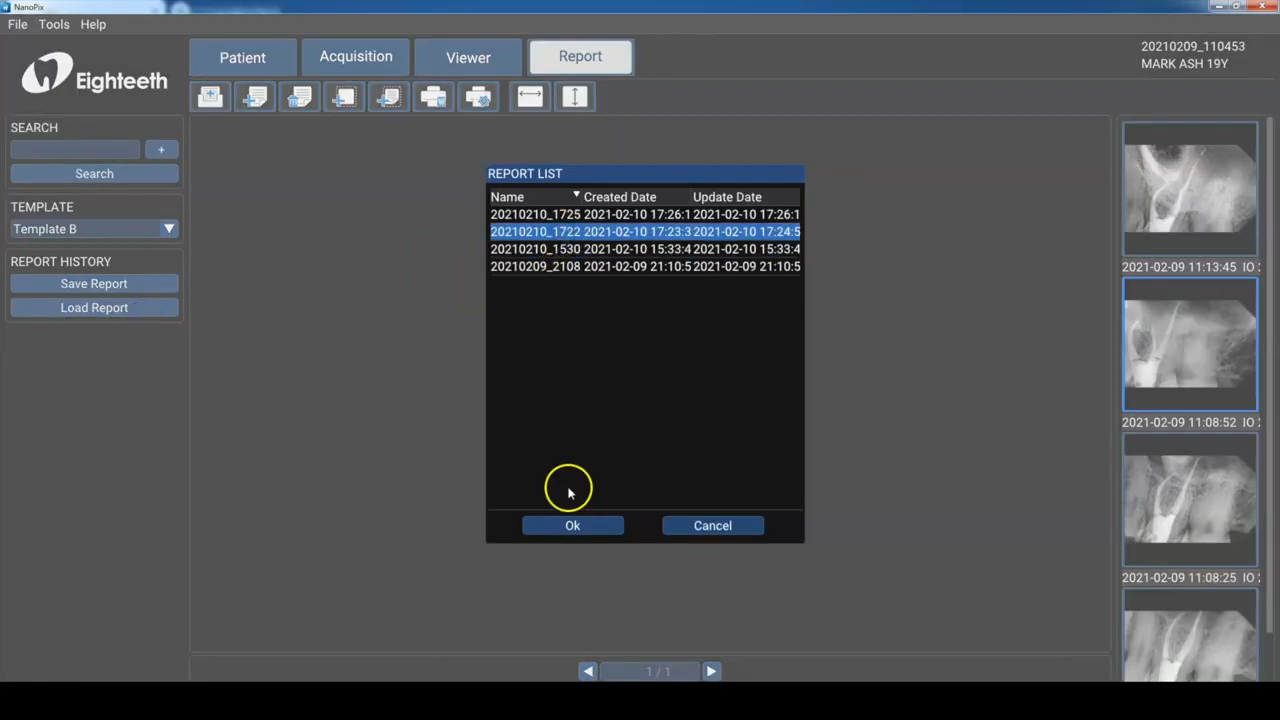 NanoPix
File Tools Help
Eighteeth
Patient Acquisition Viewer Report
20210209_110453
MARK ASH 19Y
SEARCH
+
Search
TEMPLATE
Template B
REPORT HISTORY
Save Report
Load Report
REPORT LIST
Name Created Date Update Date
20210210_1725 2021-02-10 17:26:1 2021-02-10 17:26:1
20210210_1722 2021-02-10 17:23:3 2021-02-10 17:24:5
20210210_1530 2021-02-10 15:33:4 2021-02-10 15:33:4
20210209_2108 2021-02-09 21:10:5 2021-02-09 21:10:5
Ok Cancel
1 / 1
2021-02-09 11:13:45 IO
2021-02-09 11:08:52 IO
2021-02-09 11:08:25 IO